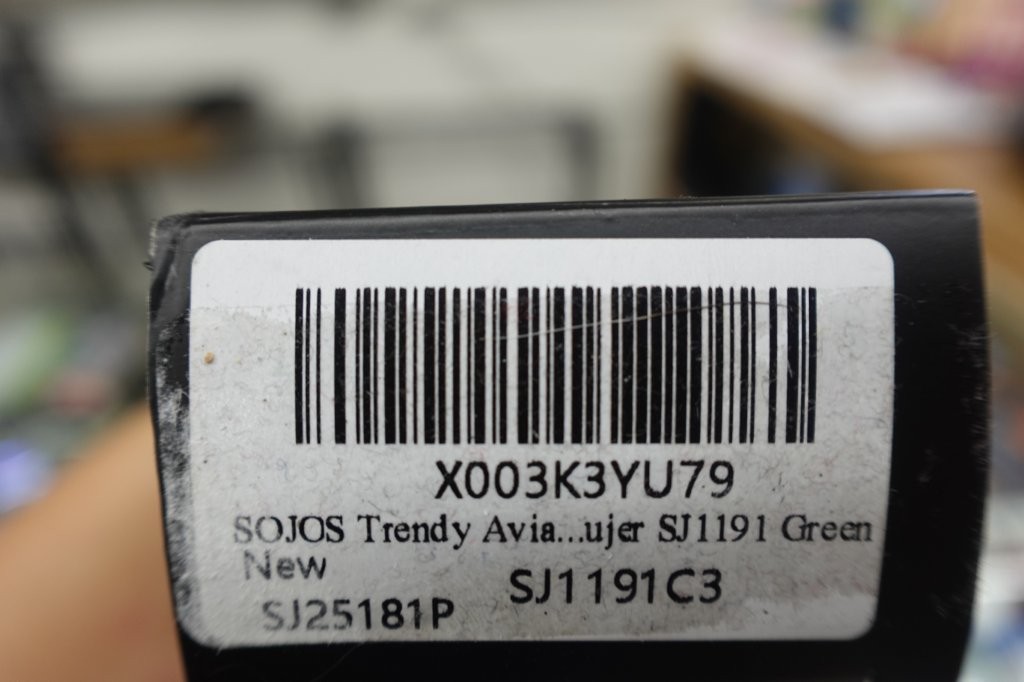 X003K3YU79
SOJOS Trendy Avia...ujer SJ1191 Green
New
SJ1191C3
SJ25181P